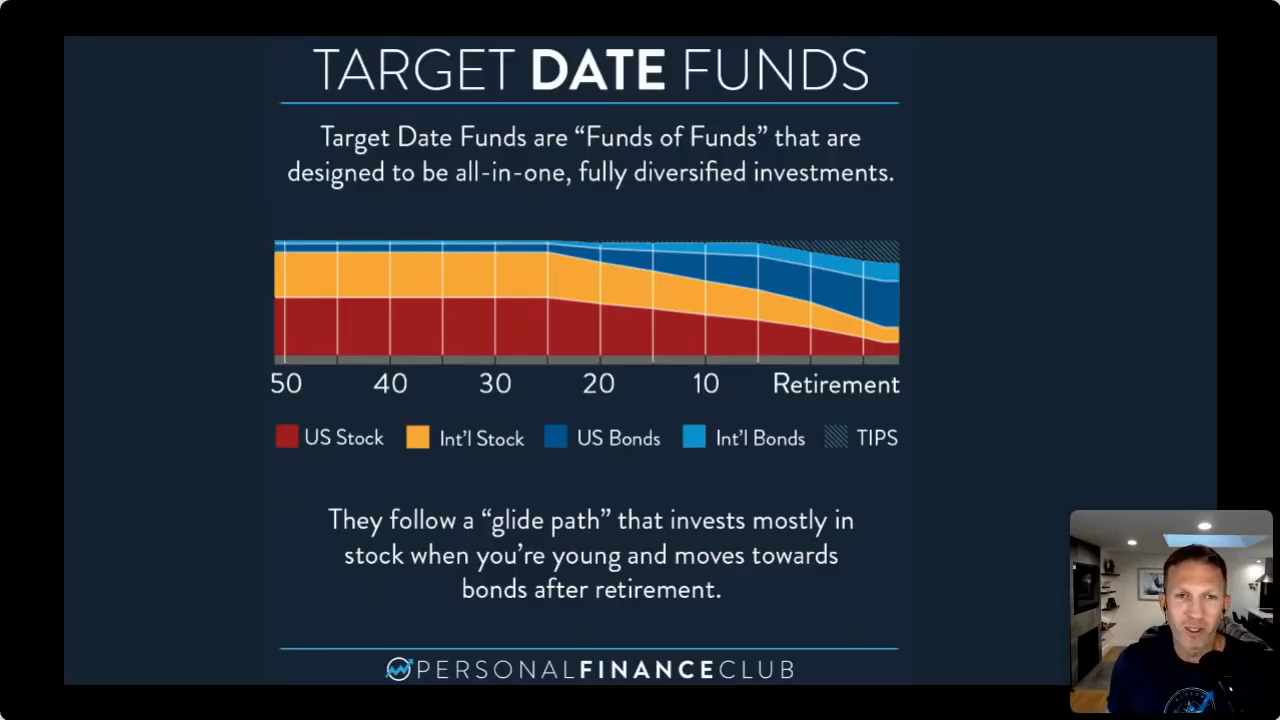 TARGET DATE FUNDS
Target Date Funds are “Funds of Funds” that are
designed to be all-in-one, fully diversified investments.
50 40 30 20 10 Retirement
US Stock Int’l Stock US Bonds Int’l Bonds TIPS
They follow a “glide path” that invests mostly in
stock when you’re young and moves towards
bonds after retirement.
PERSONALFINANCECLUB